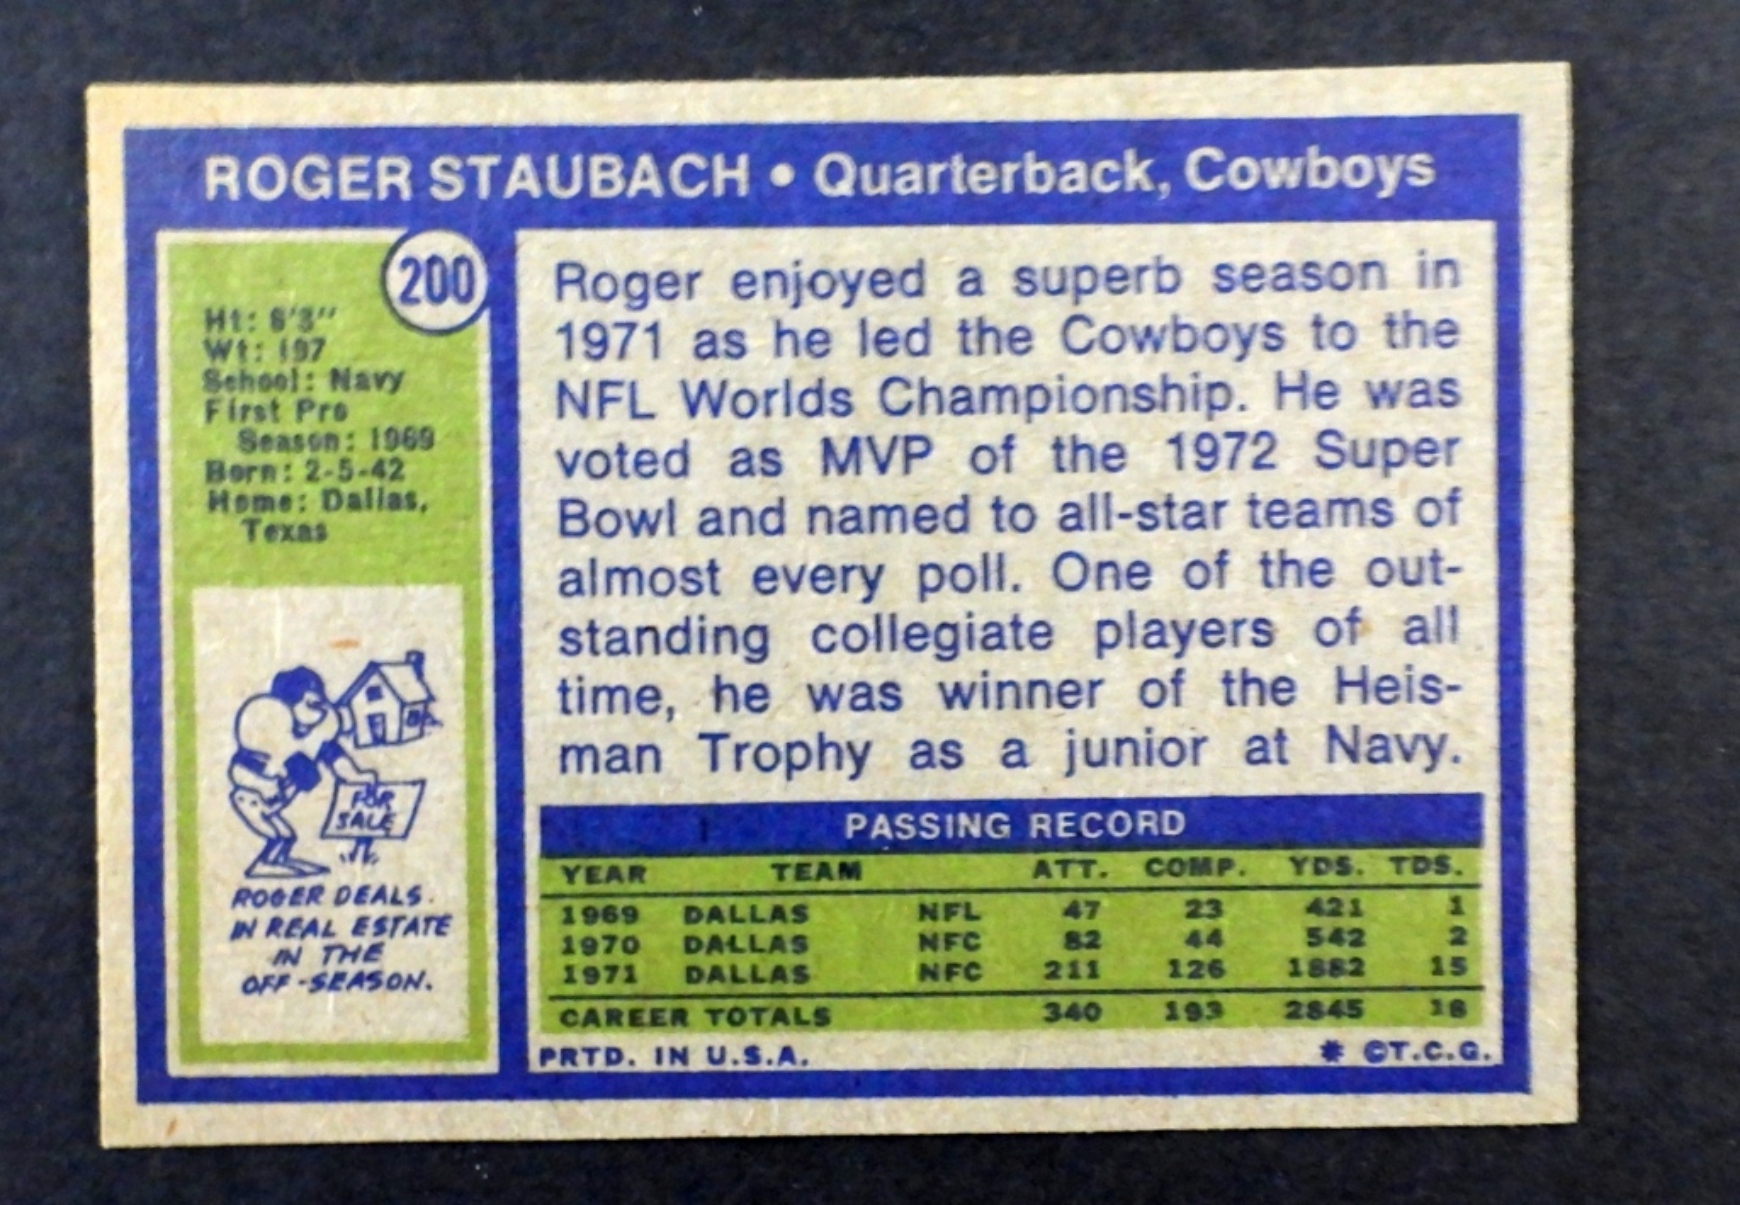 ROGER STAUBACH • Quarterback, Cowboys
200
Ht: 6'3"
Wt: 197
School: Navy
First Pro
Season: 1969
Born: 2-5-42
Home: Dallas,
Texas
FOR
SALE
ROGER DEALS
IN REAL ESTATE
IN THE
OFF-SEASON.
Roger enjoyed a superb season in
1971 as he led the Cowboys to the
NFL Worlds Championship. He was
voted as MVP of the 1972 Super
Bowl and named to all-star teams of
almost every poll. One of the out-
standing collegiate players of all
time, he was winner of the Heis-
man Trophy as a junior at Navy.
PASSING RECORD
YEAR TEAM ATT. COMP. YDS. TDS.
1969 DALLAS NFL 47 23 421 1
1970 DALLAS NFC 82 44 542 2
1971 DALLAS NFC 211 126 1882 15
CAREER TOTALS 340 193 2845 18
PRTD. IN U.S.A. * ©T.C.G.